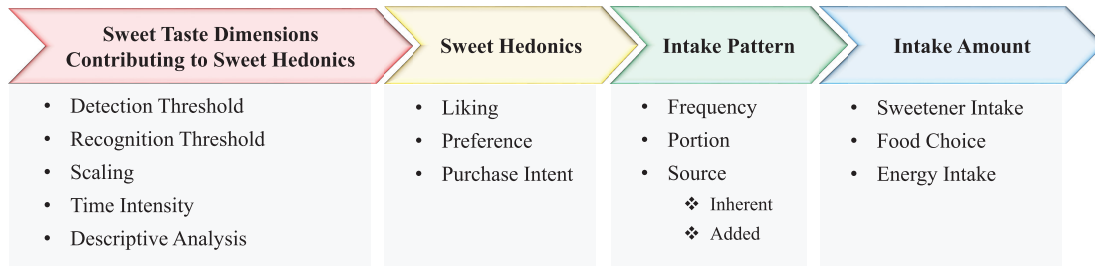 Sweet Taste Dimensions
Contributing to Sweet Hedonics
• Detection Threshold
• Recognition Threshold
• Scaling
• Time Intensity
• Descriptive Analysis
Sweet Hedonics
• Liking
• Preference
• Purchase Intent
Intake Pattern
• Frequency
• Portion
• Source
❖ Inherent
❖ Added
Intake Amount
• Sweetener Intake
• Food Choice
• Energy Intake